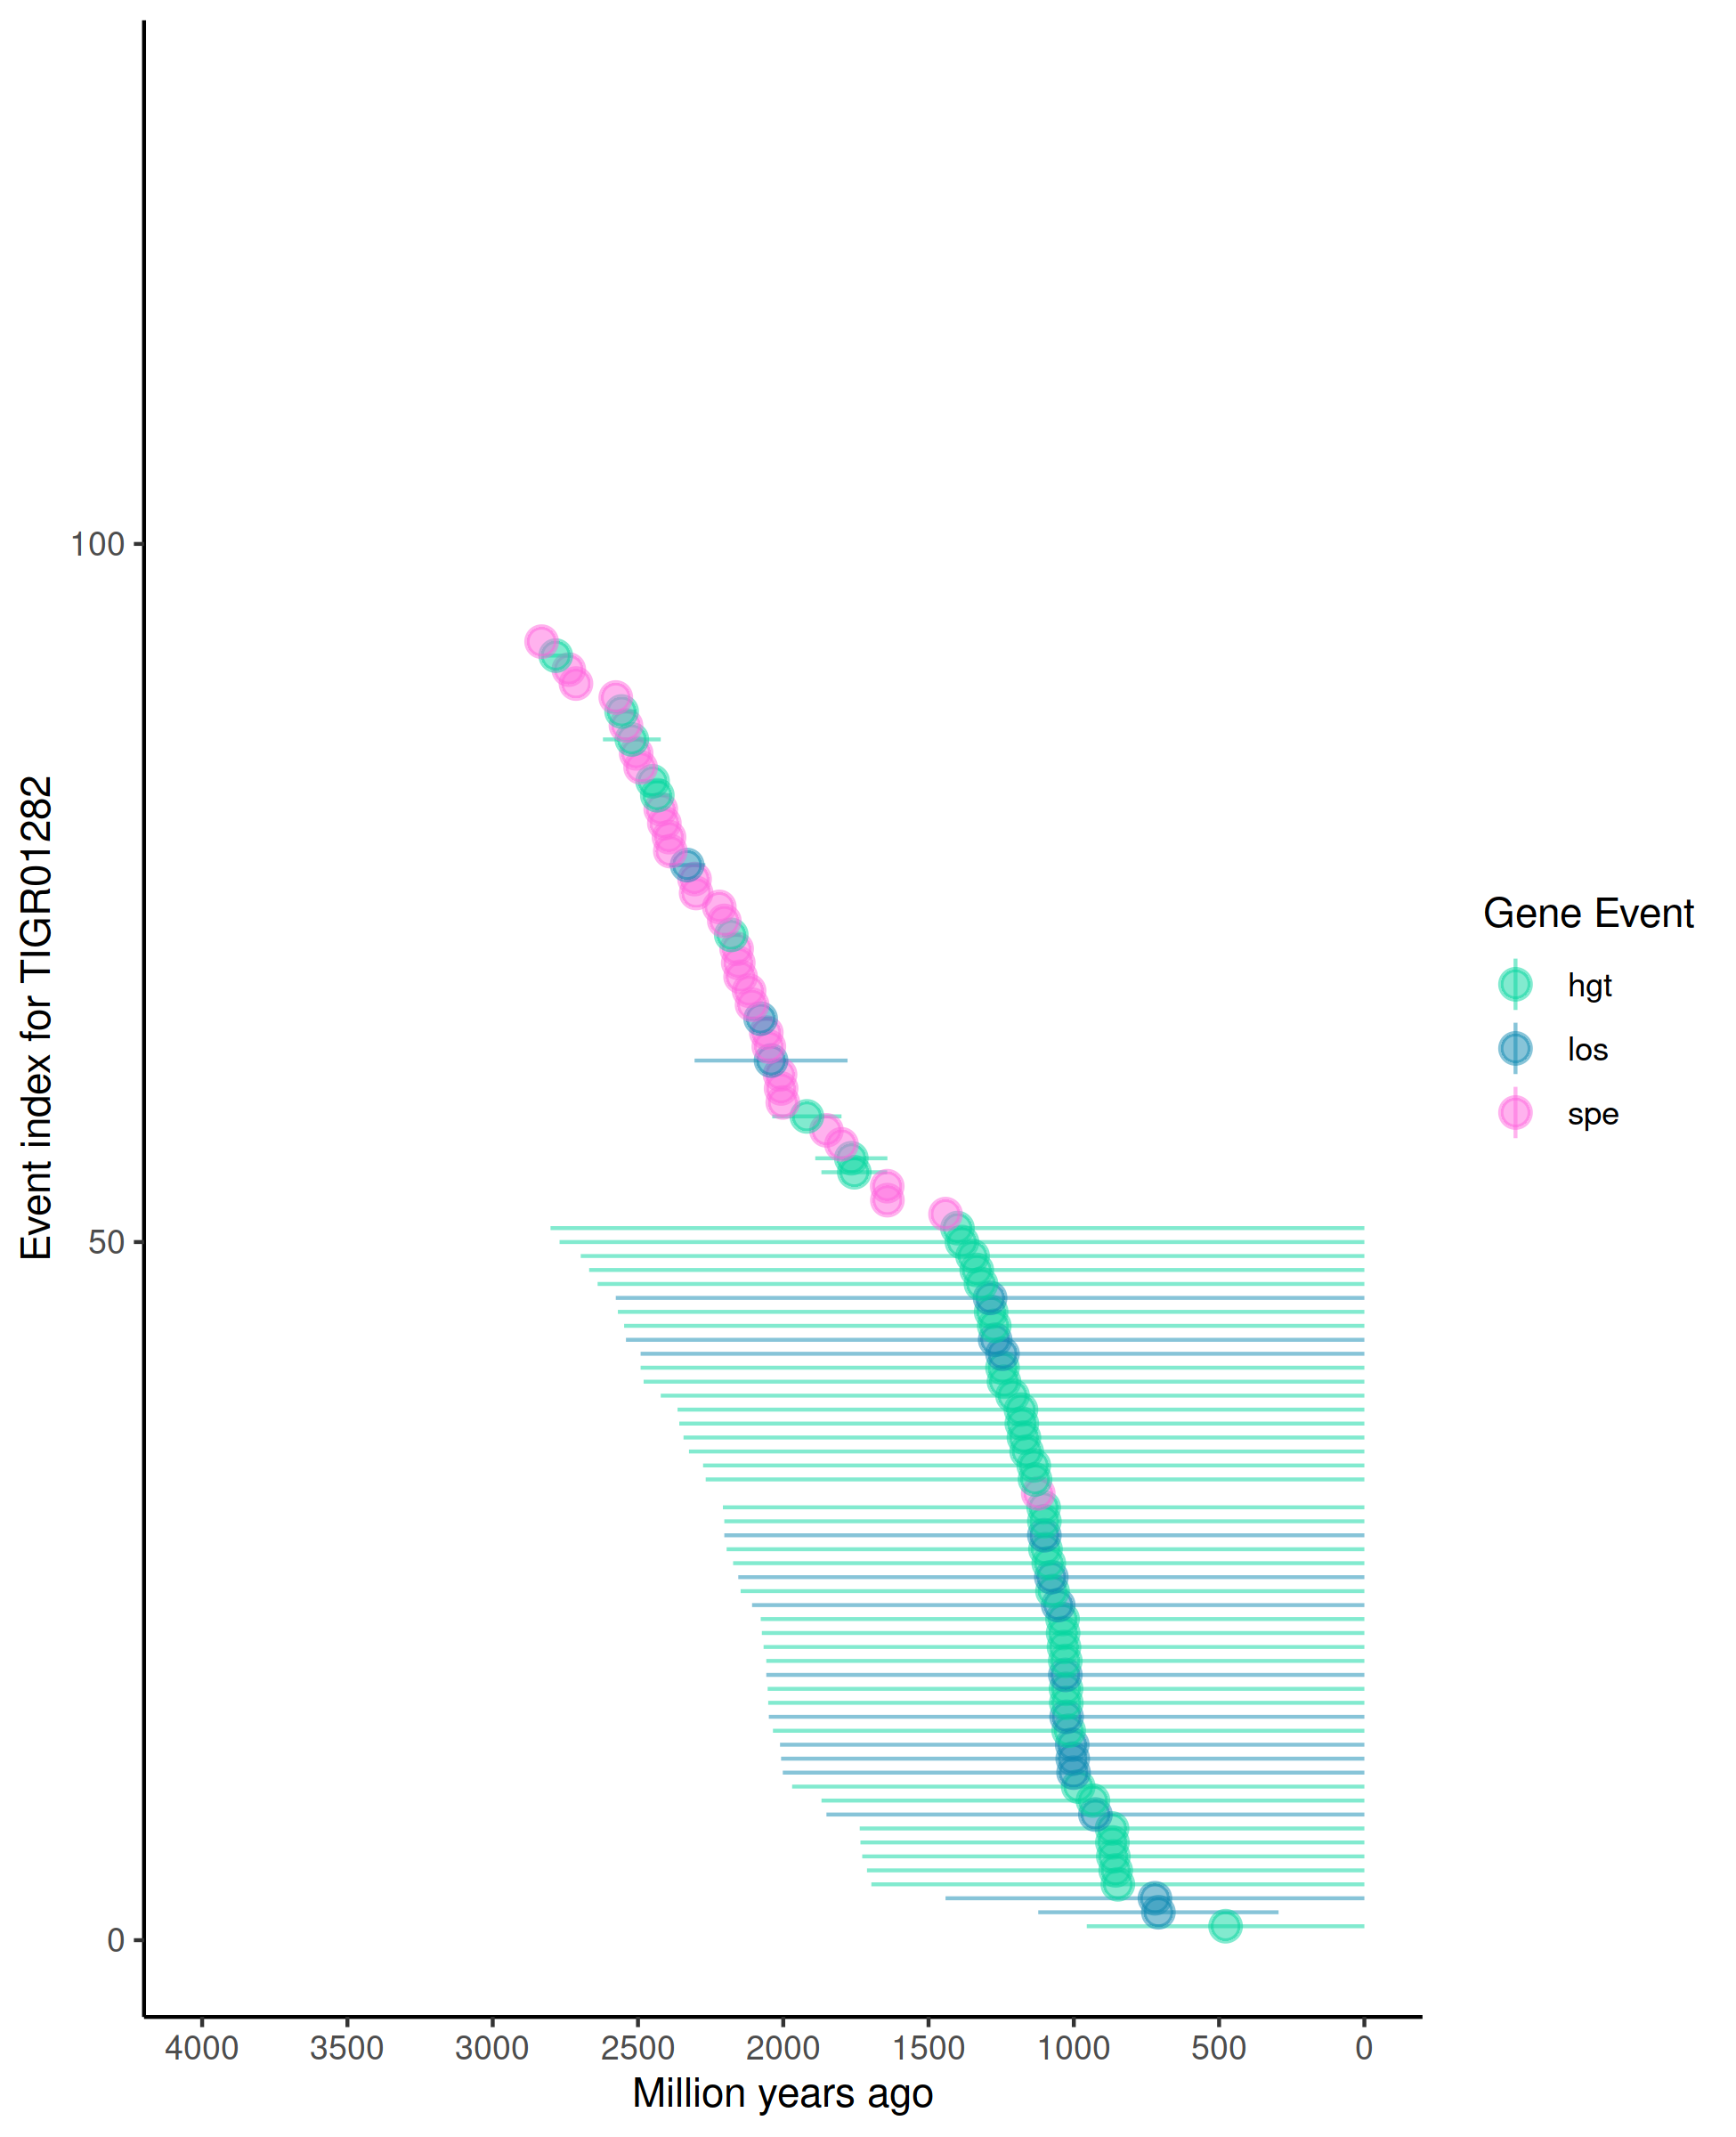 Event index for TIGR01282
100
50
0
4000 3500 3000 2500 2000 1500 1000 500 0
Million years ago
Gene Event
hgt
los
spe